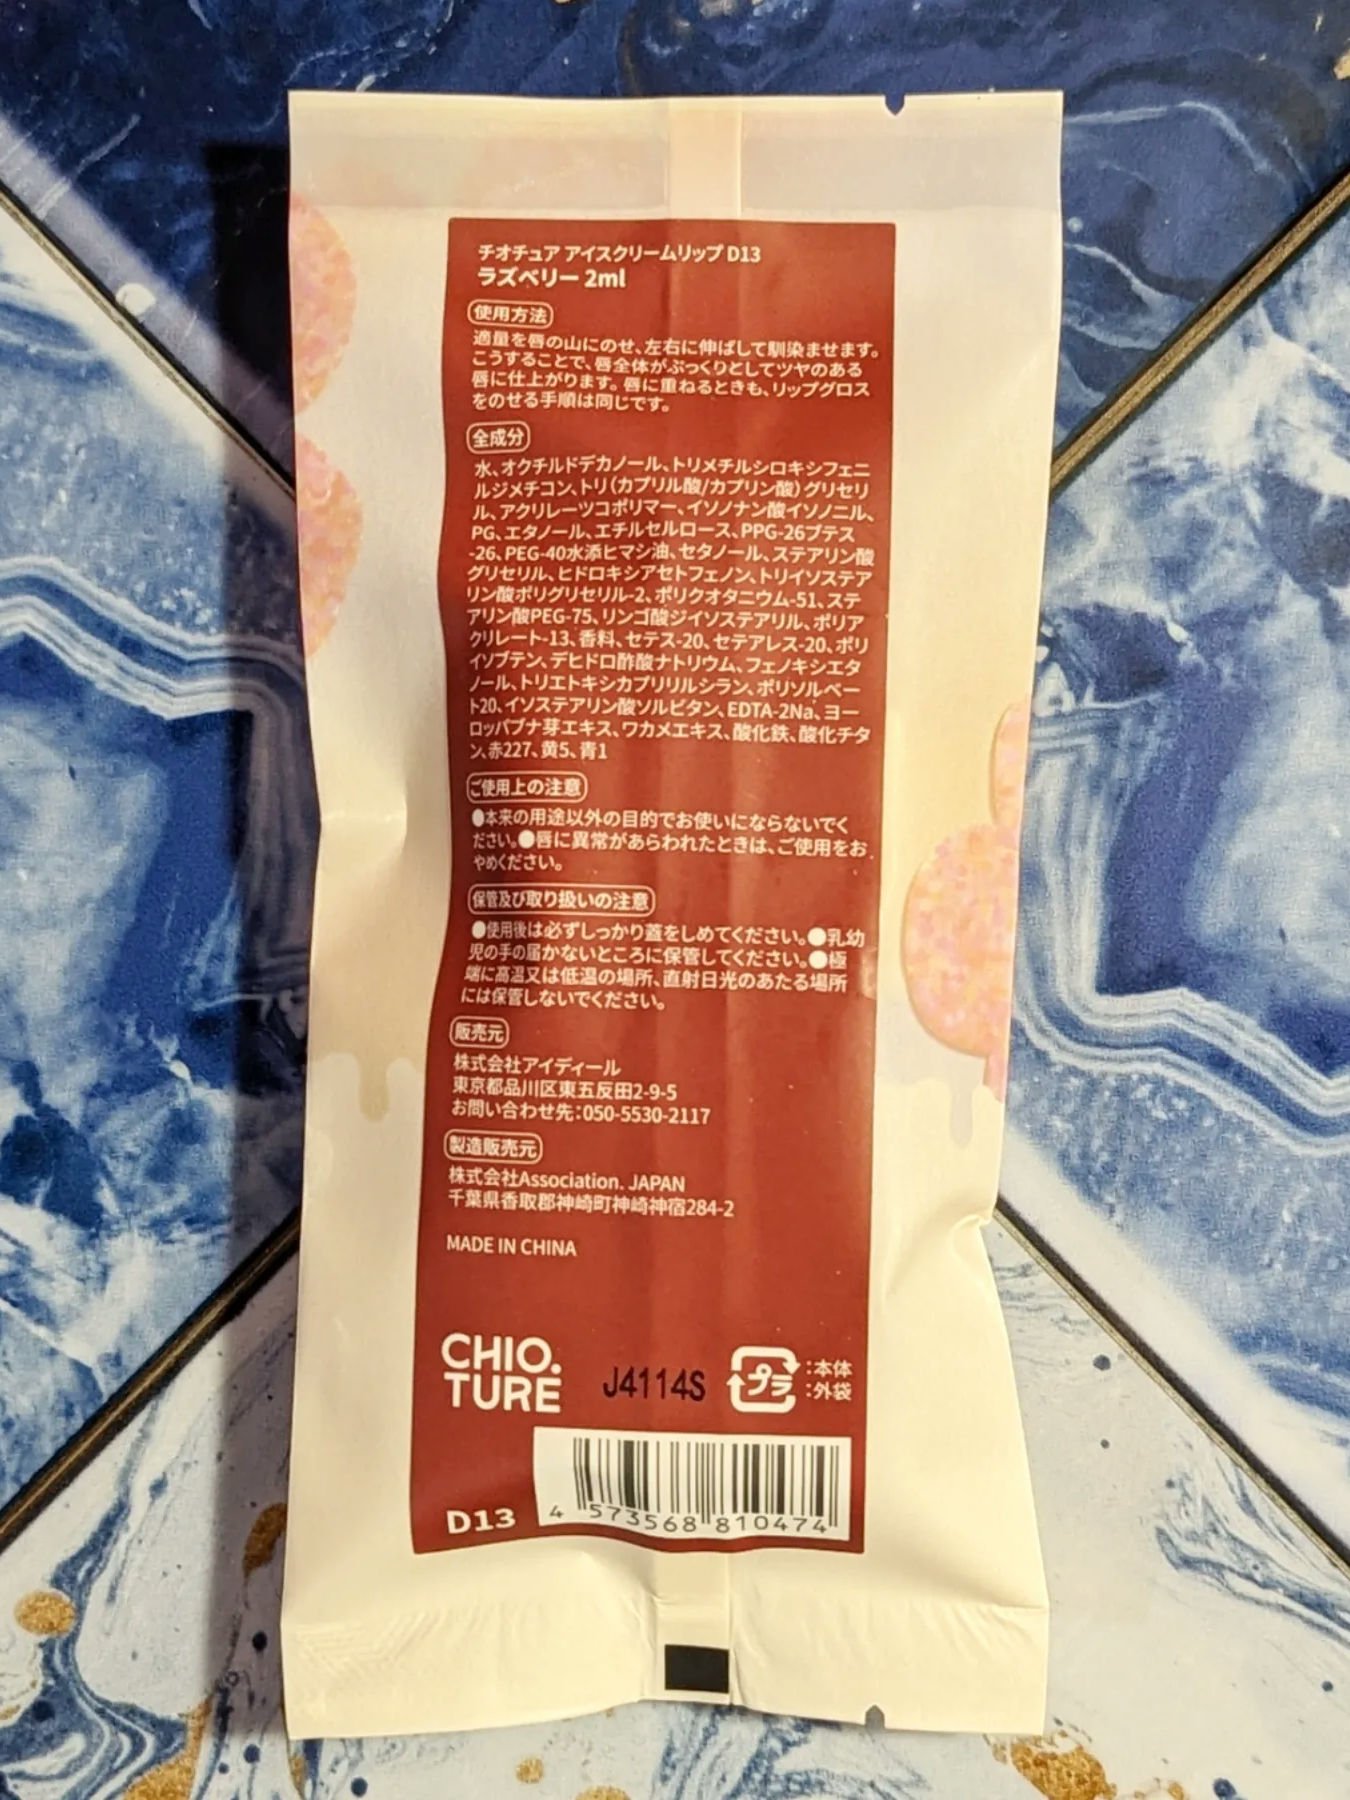 チオチュア アイスクリームリップ D13
ラズベリー 2ml
使用方法
適量を唇の山にのせ、左右に伸ばして馴染ませます。
こうすることで、唇全体がぷっくりとしてツヤのある
唇に仕上がります。唇に重ねるときも、リップグロス
をのせる手順は同じです。
全成分
水、オクチルドデカノール、トリメチルシロキシフェニ
ルジメチコン、トリ(カプリル酸/カプリン酸)グリセリ
ル、アクリレーツコポリマー、イソノナン酸イソノニル、
PG、エタノール、エチルセルロース、PPG-26ブテス
-26、PEG-40水添ヒマシ油、セタノール、ステアリン酸
グリセリル、ヒドロキシアセトフェノン、トリイソステア
リン酸ポリグリセリル-2、ポリクオタニウム-51、ステ
アリン酸PEG-75、リンゴ酸ジイソステアリル、ポリア
クリレート-13、香料、セテス-20、セテアレス-20、ポリ
イソブテン、デヒドロ酢酸ナトリウム、フェノキシエタ
ノール、トリエトキシカプリリルシラン、ポリソルベー
ト20、イソステアリン酸ソルビタン、EDTA-2Na、ヨー
ロッパブナ芽エキス、ワカメエキス、酸化鉄、酸化チタ
ン、赤227、黄5、青1
ご使用上の注意
●本来の用途以外の目的でお使いにならないでく
ださい。●唇に異常があらわれたときは、ご使用をお
やめください。
保管及び取り扱いの注意
●使用後は必ずしっかり蓋をしめてください。●乳幼
児の手の届かないところに保管してください。●極
端に高温又は低温の場所、直射日光のあたる場所
には保管しないでください。
販売元
株式会社アイディール
東京都品川区東五反田2-9-5
お問い合わせ先:050-5530-2117
製造販売元
株式会社Association. JAPAN
千葉県香取郡神崎町神崎神宿284-2
MADE IN CHINA
CHIO.
TURE
J4114S
プラ
:本体
:外袋
D13
4 573568 810474